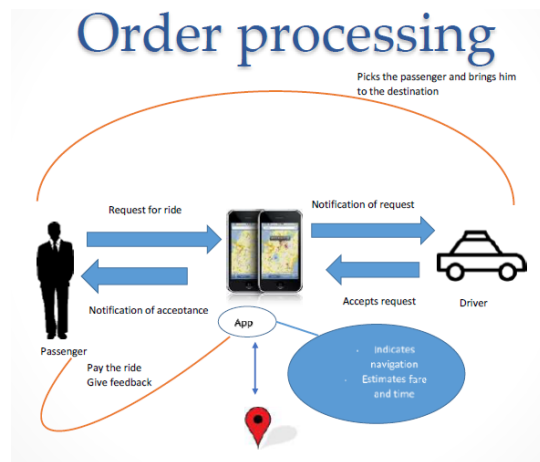 Order processing
Picks the passenger and brings him
to the destination
Request for ride
Notification of request
Notification of acceptance
Accepts request
Driver
App
Passenger
Pay the ride
Give feedback
- Indicates
navigation
- Estimates fare
and time